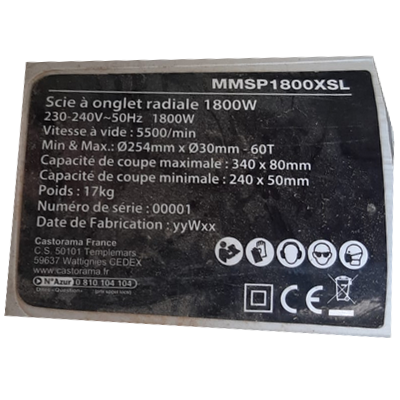 MMSP1800XSL
Scie à onglet radiale 1800W
230-240V~50Hz 1800W
Vitesse à vide : 5500/min
Min & Max.: Ø254mm x Ø30mm - 60T
Capacité de coupe maximale : 340 x 80mm
Capacité de coupe minimale : 240 x 50mm
Poids : 17kg
Numéro de série : 00001
Date de Fabrication : yyWxx
Castorama France
C.S. 50101 Templemars
59637 Wattignies CEDEX
www.castorama.fr
N°Azur 0 810 104 104
CE